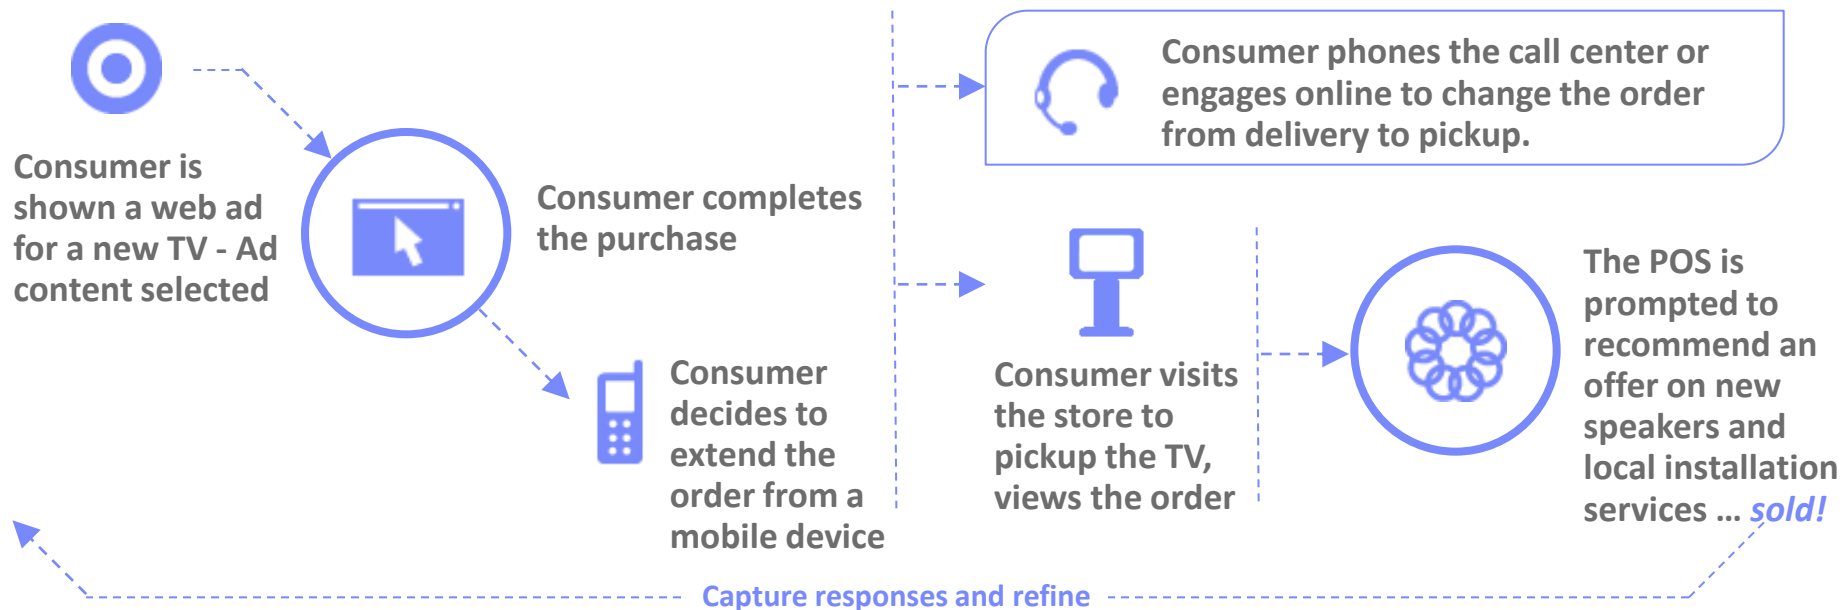 Consumer is
shown a web ad
for a new TV - Ad
content selected
Consumer completes
the purchase
Consumer
decides to
extend the
order from a
mobile device
Consumer phones the call center or
engages online to change the order
from delivery to pickup.
Consumer visits
the store to
pickup the TV,
views the order
The POS is
prompted to
recommend an
offer on new
speakers and
local installation
services ... sold!
Capture responses and refine